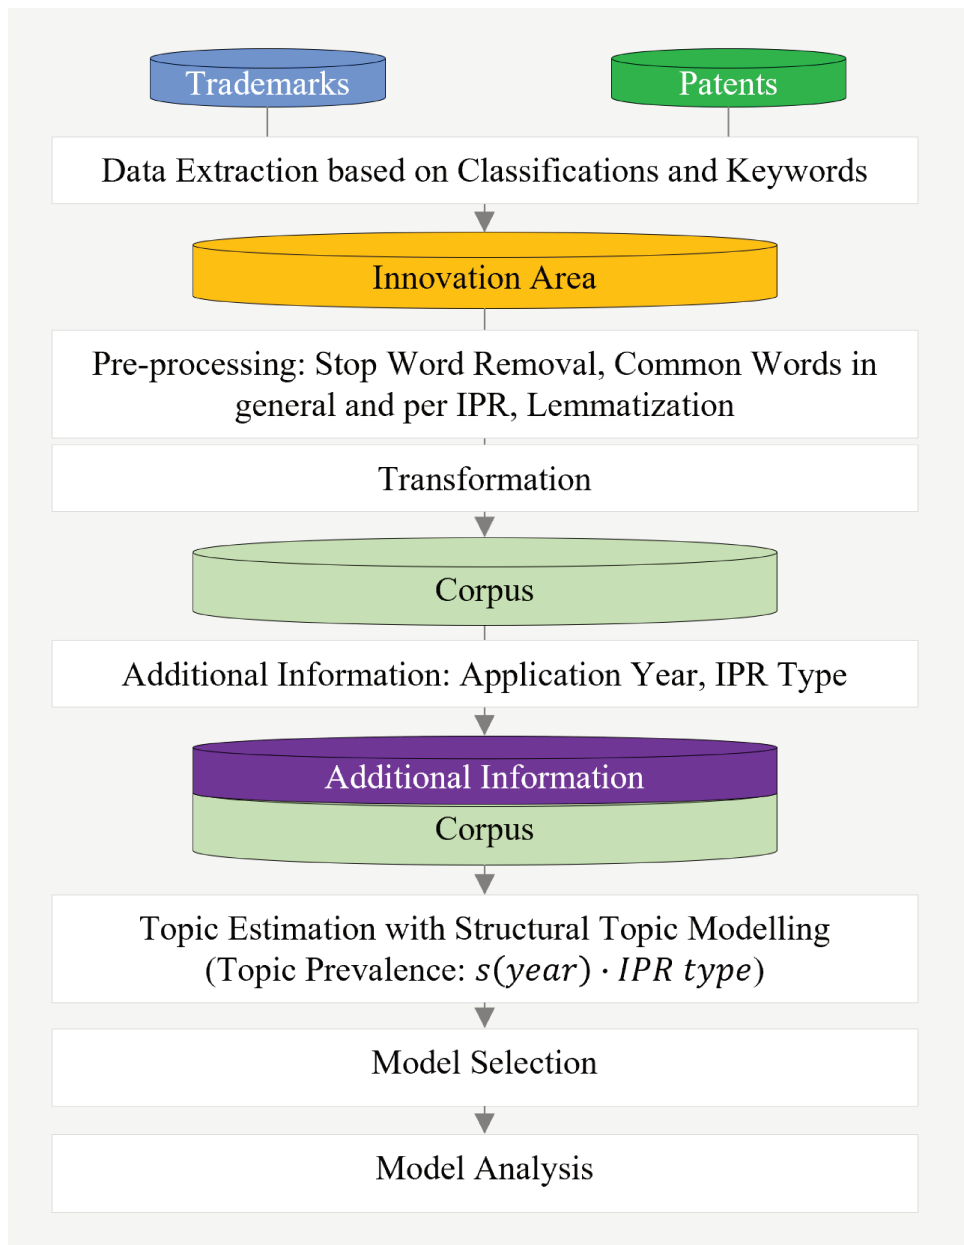 Trademarks
Patents
Data Extraction based on Classifications and Keywords
Innovation Area
Pre-processing: Stop Word Removal, Common Words in
general and per IPR, Lemmatization
Transformation
Corpus
Additional Information: Application Year, IPR Type
Additional Information
Corpus
Topic Estimation with Structural Topic Modelling
(Topic Prevalence: s(year) · IPR type)
Model Selection
Model Analysis